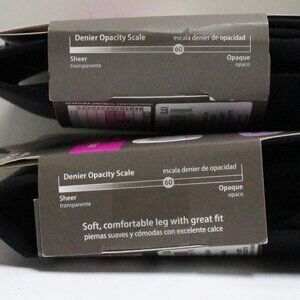 Denier Opacity Scale escala denier de opacidad
60
Sheer Opaque
transparente opaco
Denier Opacity Scale escala denier de opacidad
60
Sheer Opaque
transparente opaco
Soft, comfortable leg with great fit
piernas suaves y cómodas con excelente calce